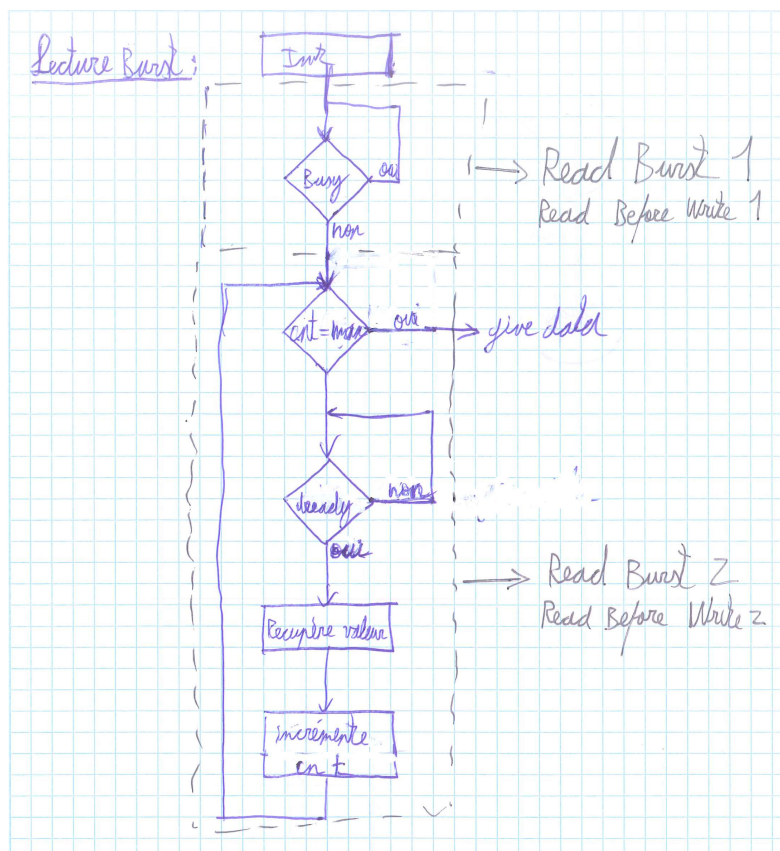 Lecture Burst :
Init
Busy
oui
non
Read Burst 1
Read Before Write 1
cnt = max
oui
give data
dready
non
oui
Read Burst 2
Read Before Write 2
Recupère valeur
incrémente
cnt